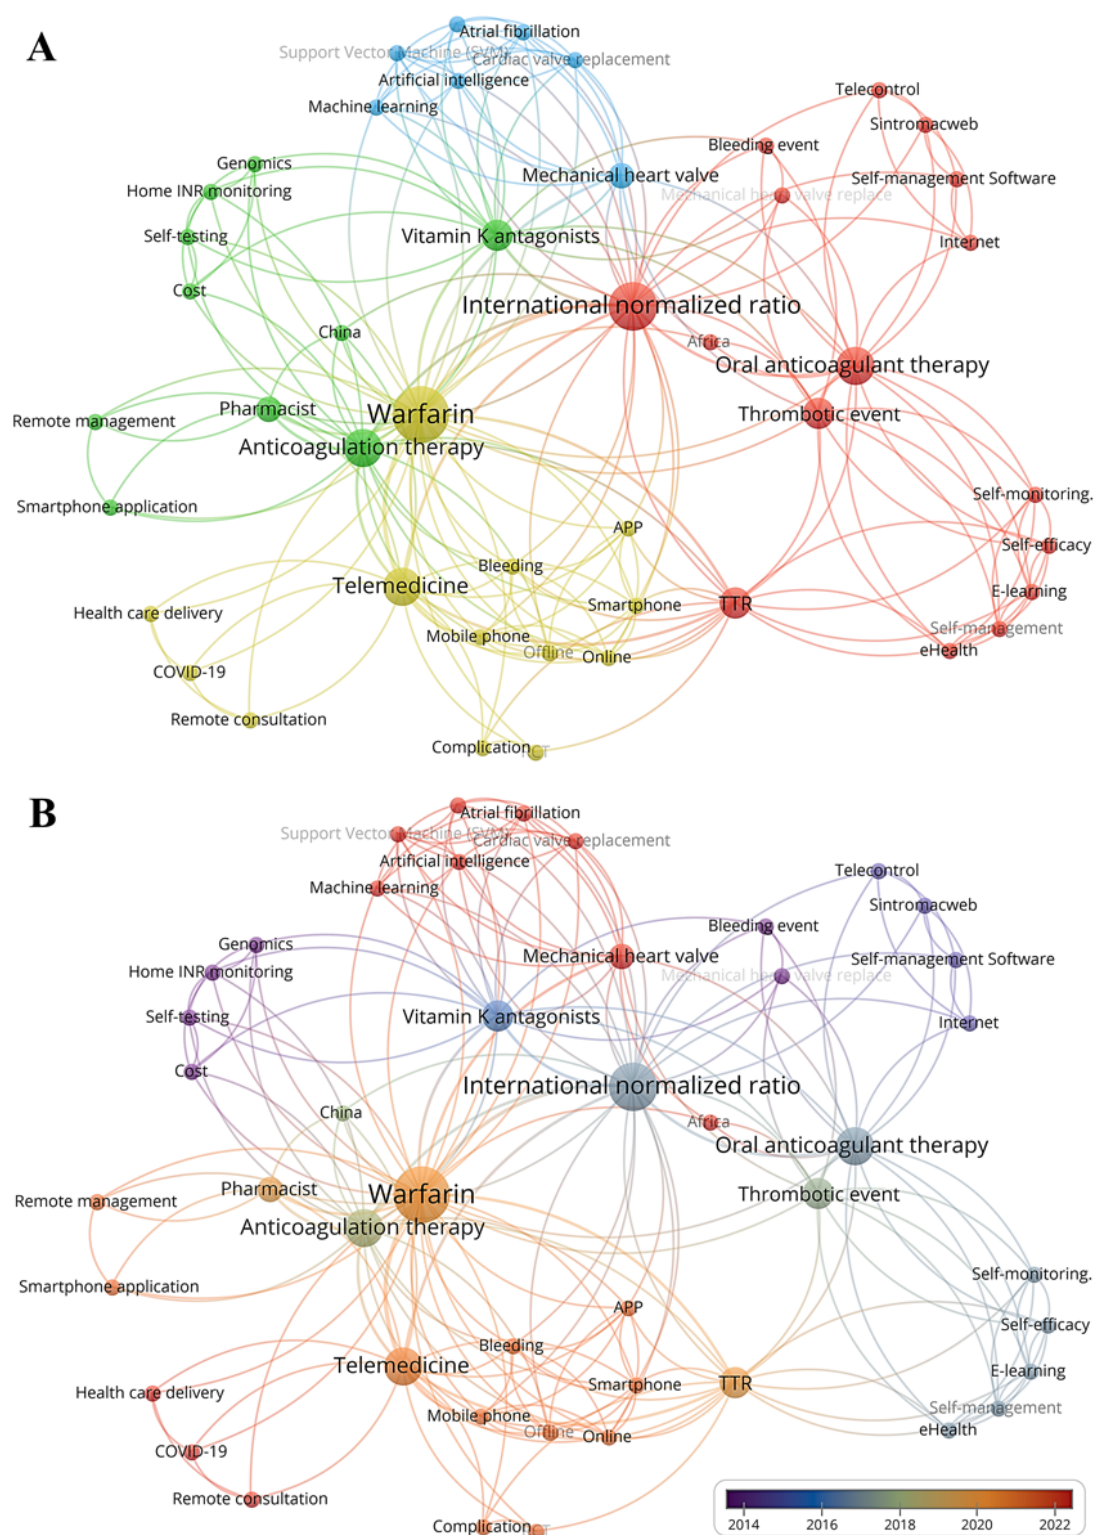 A
Atrial fibrillation
Support Vector Machine (SVM)
Cardiac valve replacement
Artificial intelligence
Machine learning
Telecontrol
Sintromacweb
Bleeding event
Genomics
Mechanical heart valve
Self-management Software
Home INR monitoring
Mechanical heart valve replace
Self-testing
Vitamin K antagonists
Internet
Cost
International normalized ratio
China
Africa
Oral anticoagulant therapy
Pharmacist
Warfarin
Thrombotic event
Remote management
Anticoagulation therapy
Self-monitoring.
Smartphone application
APP
Self-efficacy
Bleeding
Telemedicine
E-learning
Smartphone
TTR
Health care delivery
Self-management
Mobile phone
Offline
Online
eHealth
COVID-19
Remote consultation
Complication
B
Atrial fibrillation
Support Vector Machine (SVM)
Cardiac valve replacement
Artificial intelligence
Machine learning
Telecontrol
Sintromacweb
Bleeding event
Genomics
Mechanical heart valve
Self-management Software
Home INR monitoring
Mechanical heart valve replace
Self-testing
Vitamin K antagonists
Internet
Cost
International normalized ratio
China
Africa
Oral anticoagulant therapy
Pharmacist
Warfarin
Thrombotic event
Remote management
Anticoagulation therapy
Self-monitoring.
Smartphone application
APP
Self-efficacy
Bleeding
Telemedicine
E-learning
Smartphone
TTR
Health care delivery
Self-management
Mobile phone
Offline
Online
eHealth
COVID-19
Remote consultation
Complication
2014 2016 2018 2020 2022